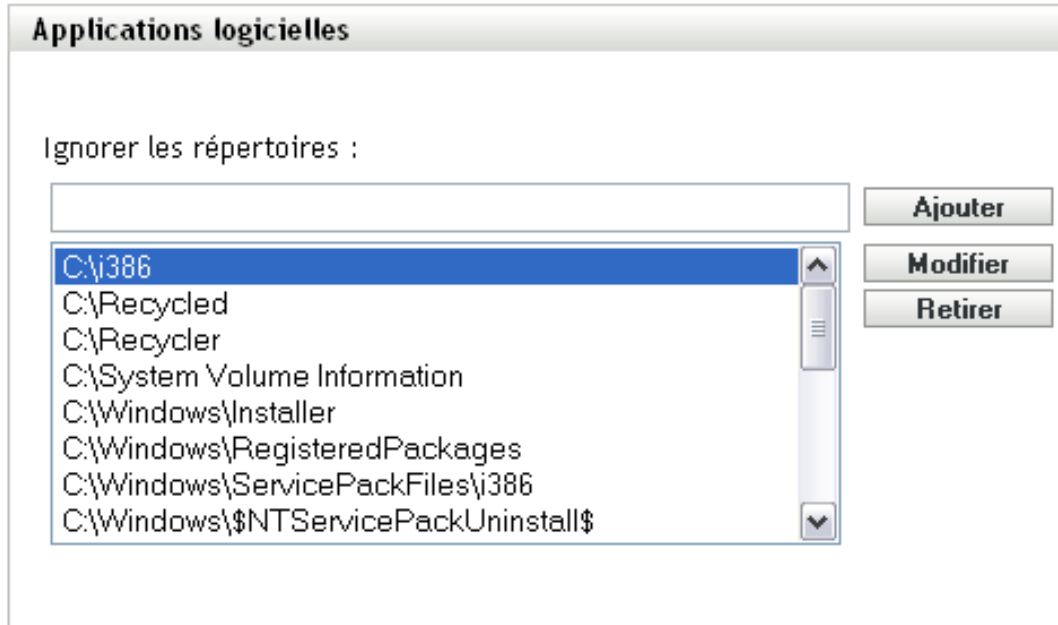 Applications logicielles
Ignorer les répertoires :
Ajouter
C:\i386
Modifier
C:\Recycled
Retirer
C:\Recycler
C:\System Volume Information
C:\Windows\Installer
C:\Windows\RegisteredPackages
C:\Windows\ServicePackFiles\i386
C:\Windows\$NTServicePackUninstall$